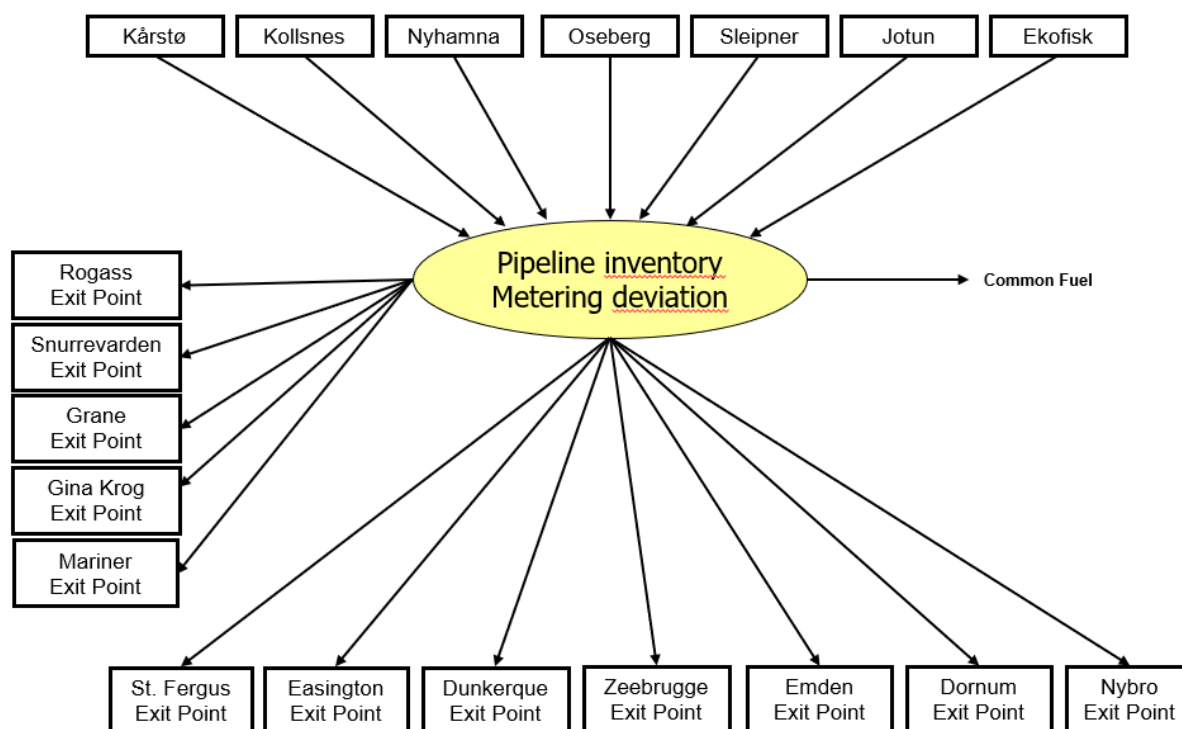 Kårstø
Kollsnes
Nyhamna
Oseberg
Sleipner
Jotun
Ekofisk
Pipeline inventory
Metering deviation
Common Fuel
Rogass
Exit Point
Snurrevarden
Exit Point
Grane
Exit Point
Gina Krog
Exit Point
Mariner
Exit Point
St. Fergus
Exit Point
Easington
Exit Point
Dunkerque
Exit Point
Zeebrugge
Exit Point
Emden
Exit Point
Dornum
Exit Point
Nybro
Exit Point